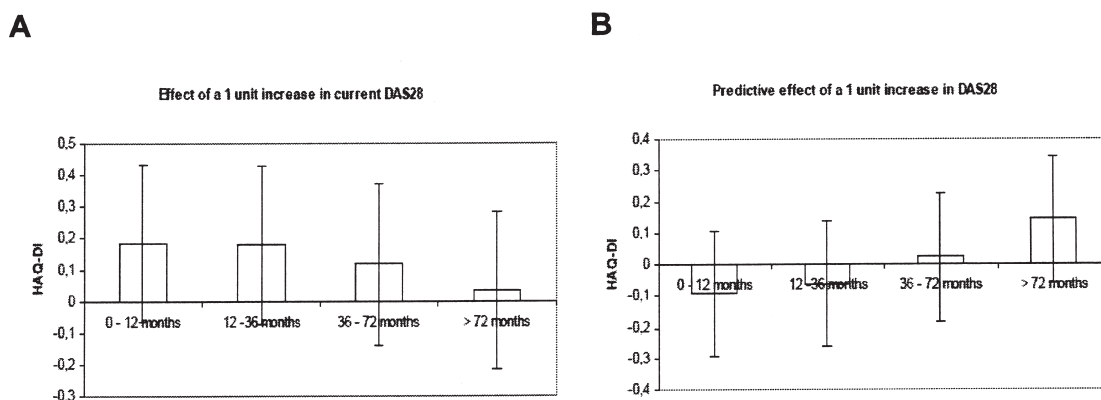 A
Effect of a 1 unit increase in current DAS28
HAQ-DI
0,5
0,4
0,3
0,2
0,1
0
-0,1
-0,2
-0,3
0 - 12 months
12 -36 months
36 - 72 months
> 72 months
B
Predictive effect of a 1 unit increase in DAS28
HAQ-DI
0,4
0,3
0,2
0,1
0
-0,1
-0,2
-0,3
-0,4
0 - 12 months
12 - 36 months
36 - 72 months
> 72 months